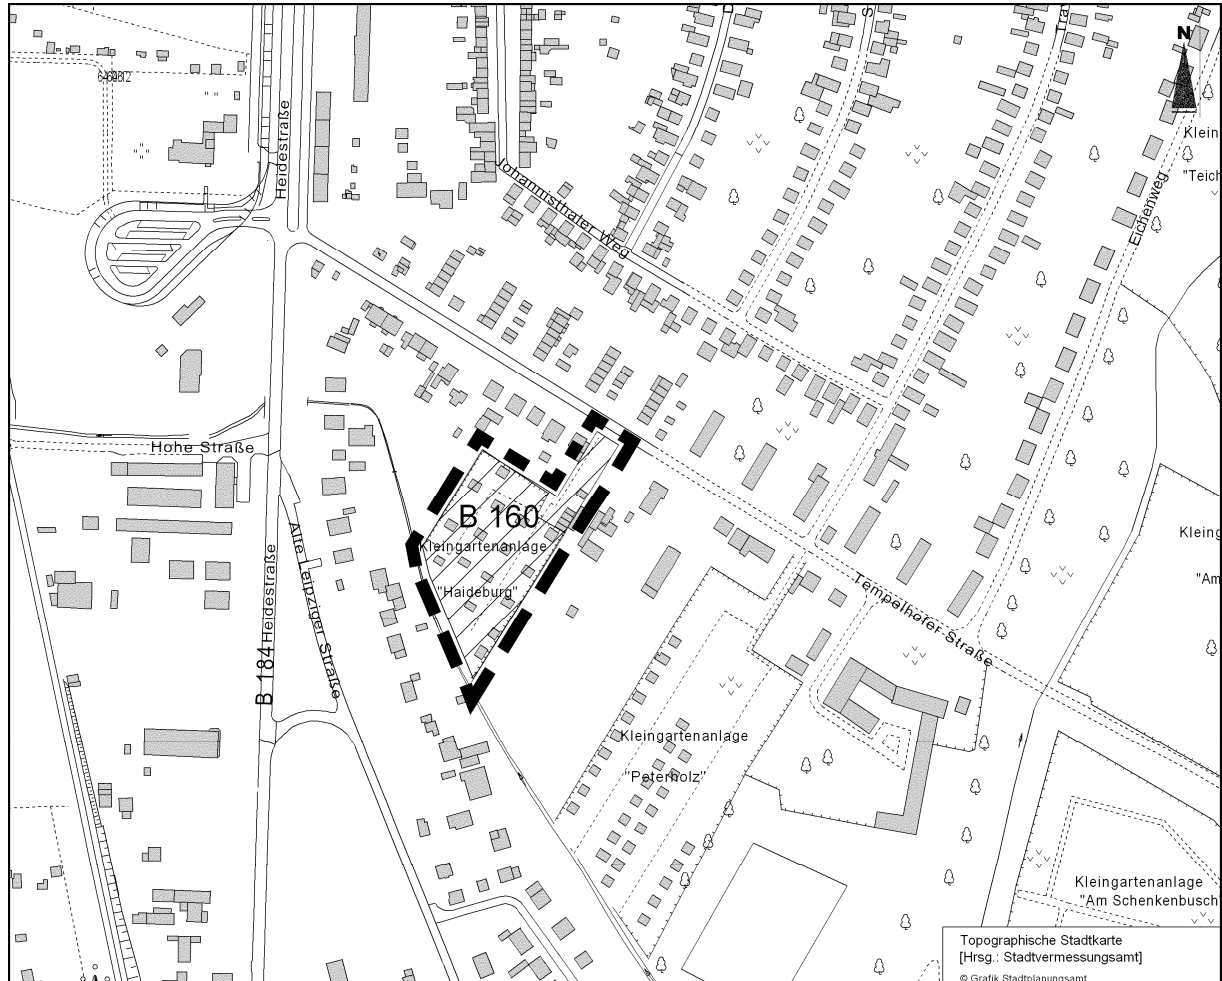 N
Heidestraße
Johannisthaler Weg
Eichenweg
Klein
"Teich
Hohe Straße
B 160
Kleingartenanlage
"Haideburg"
Kleing
"Am
Tempelhofer Straße
Alte Leipziger Straße
B 184
Heidestraße
Kleingartenanlage
"Peterholz"
Kleingartenanlage
"Am Schenkenbusch"
Topographische Stadtkarte
[Hrsg.: Stadtvermessungsamt]
© Grafik Stadtplanungsamt